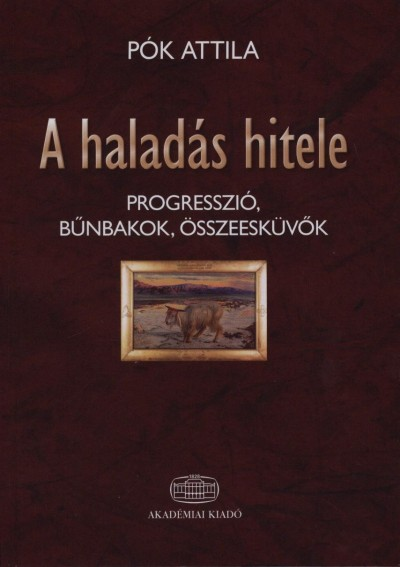 PÓK ATTILA
A haladás hitele
PROGRESSZIÓ,
BŰNBAKOK, ÖSSZEESKÜVŐK
AKADÉMIAI KIADÓ